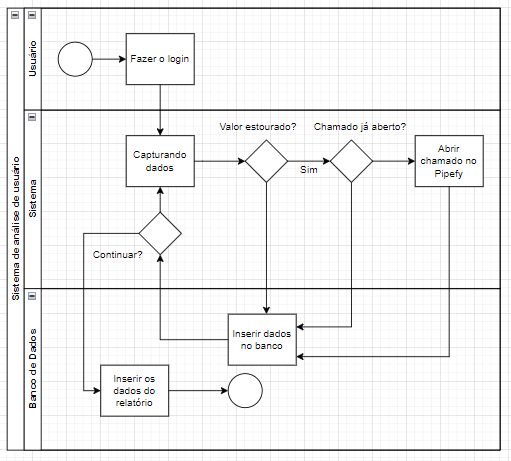 Sistema de análise de usuário
Usuário
Fazer o login
Sistema
Capturando
dados
Valor estourado?
Sim
Chamado já aberto?
Abrir
chamado no
Pipefy
Continuar?
Banco de Dados
Inserir dados
no banco
Inserir os
dados do
relatório